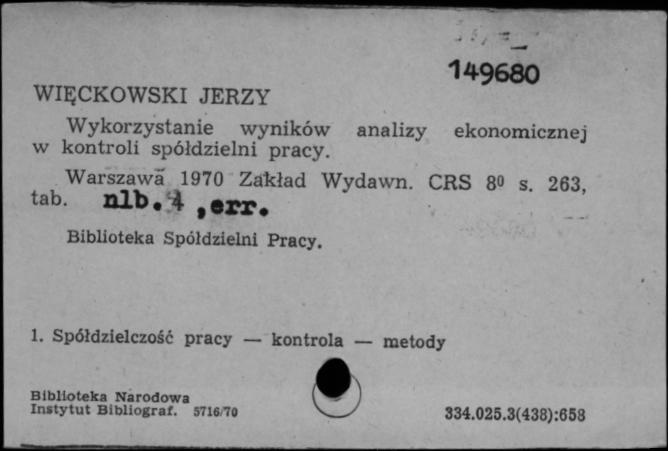 149680
WIĘCKOWSKI JERZY
Wykorzystanie wyników analizy ekonomicznej
w kontroli spółdzielni pracy.
Warszawa 1970 Zakład Wydawn. CRS 8⁰ s. 263,
tab. nlb. 4 ,err.
Biblioteka Spółdzielni Pracy.
1. Spółdzielczość pracy — kontrola — metody
Biblioteka Narodowa
Instytut Bibliograf. 5716/70
334.025.3(438):658